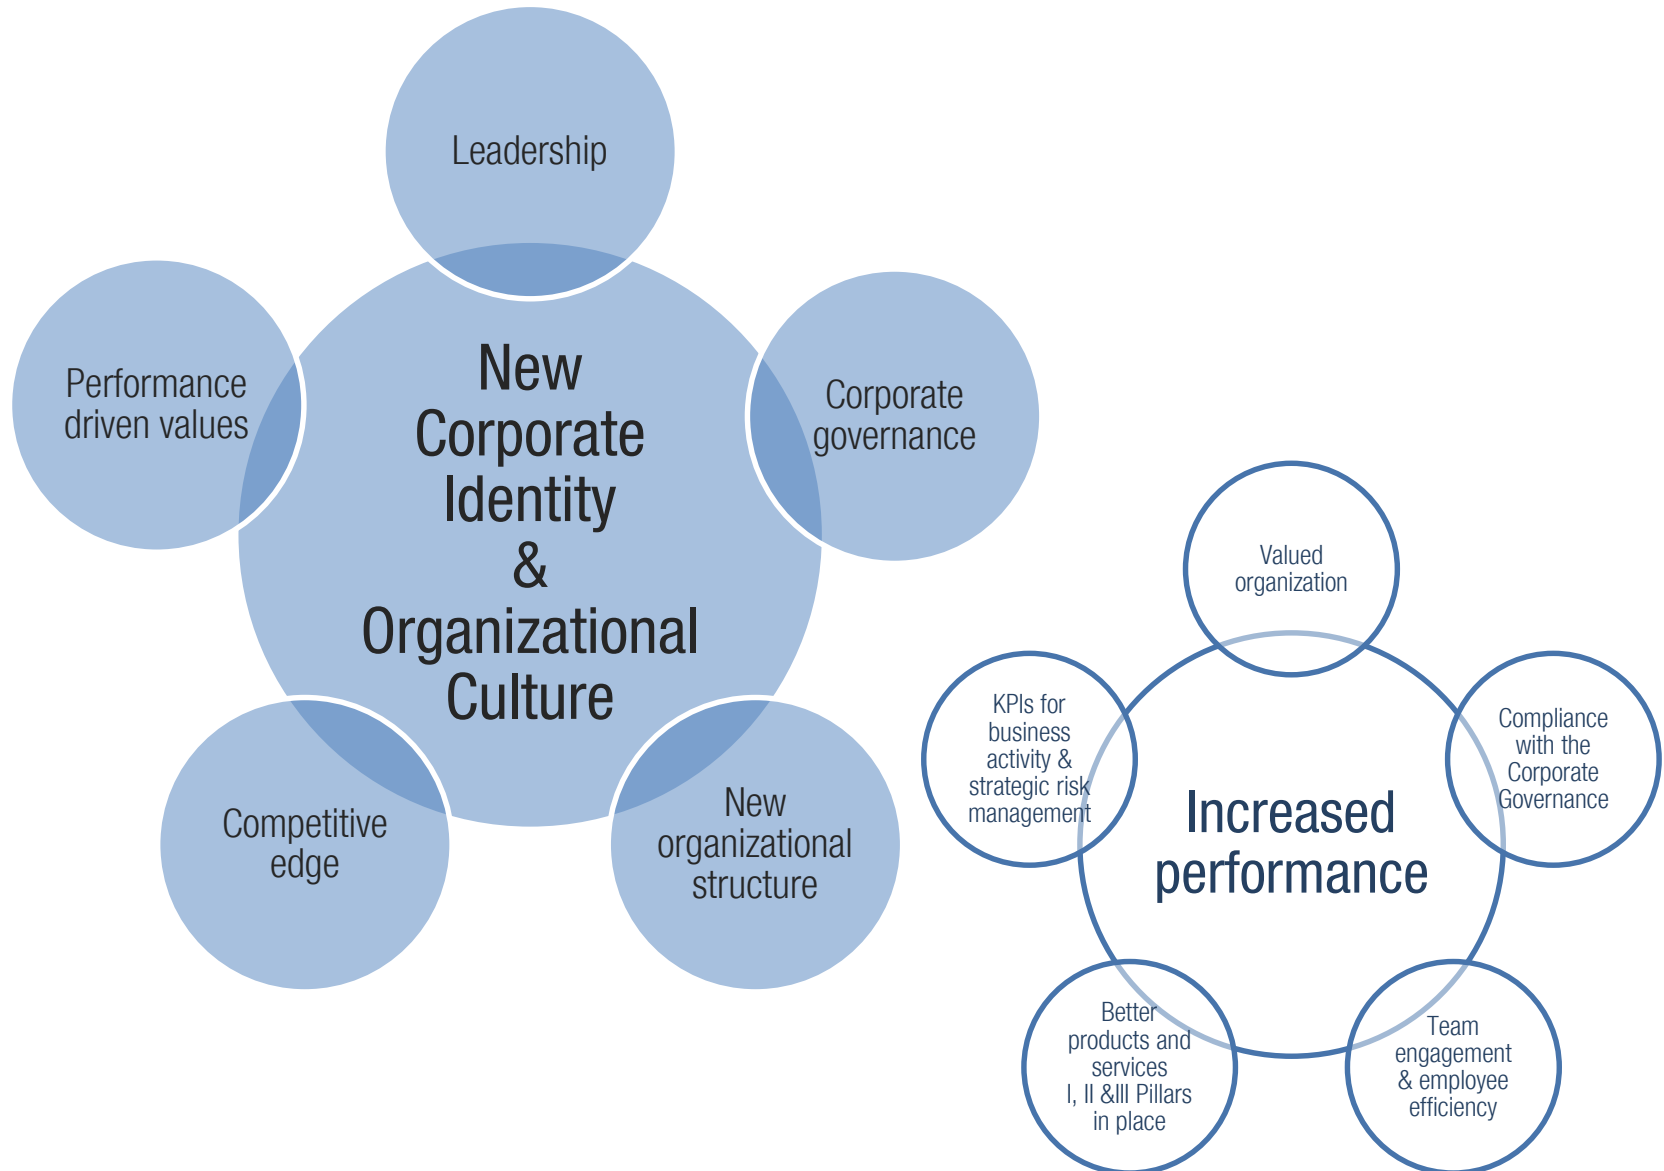 Leadership
Performance
driven values
New
Corporate
Identity
&
Organizational
Culture
Corporate
governance
Competitive
edge
New
organizational
structure
Valued
organization
KPIs for
business
activity &
strategic risk
management
Increased
performance
Compliance
with the
Corporate
Governance
Better
products and
services
I, II &III Pillars
in place
Team
engagement
& employee
efficiency